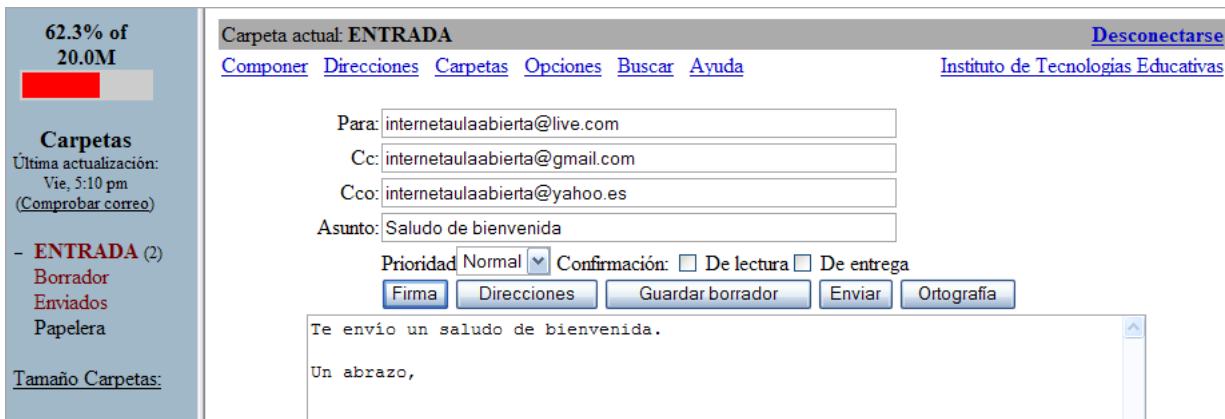 62.3% of
20.0M
Carpetas
Última actualización:
Vie, 5:10 pm
(Comprobar correo)
– ENTRADA (2)
Borrador
Enviados
Papelera
Tamaño Carpetas:
Carpeta actual: ENTRADA Desconectarse
Componer Direcciones Carpetas Opciones Buscar Ayuda Instituto de Tecnologias Educativas
Para: internetaulaabierta@live.com
Cc: internetaulaabierta@gmail.com
Cco: internetaulaabierta@yahoo.es
Asunto: Saludo de bienvenida
Prioridad Normal Confirmación: De lectura De entrega
Firma Direcciones Guardar borrador Enviar Ortografía
Te envío un saludo de bienvenida.
Un abrazo,